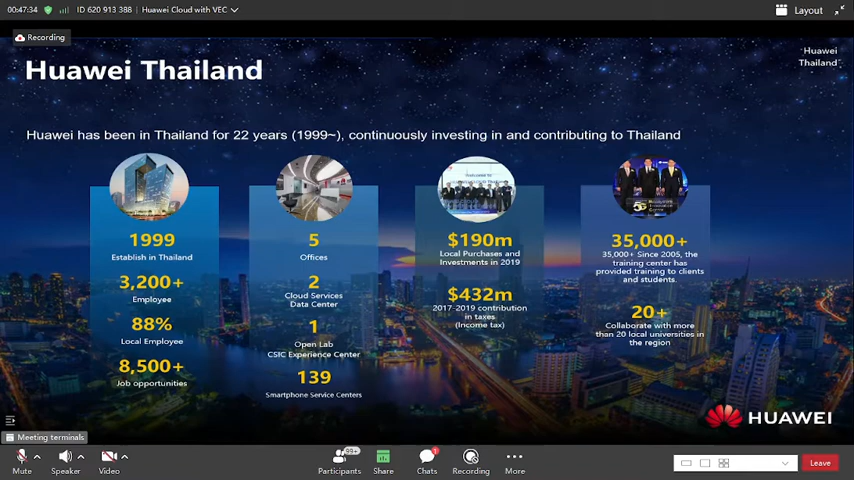 00:47:34
ID 620 913 388
Huawei Cloud with VEC
Layout
Recording
Huawei
Thailand
Huawei Thailand
Huawei has been in Thailand for 22 years (1999~), continuously investing in and contributing to Thailand
1999
Establish in Thailand
3,200+
Employee
88%
Local Employee
8,500+
Job opportunities
5
Offices
2
Cloud Services
Data Center
1
Open Lab
CSIC Experience Center
139
Smartphone Service Centers
$190m
Local Purchases and
Investments in 2019
$432m
2017-2019 contribution
in taxes
(Income tax)
35,000+
35,000+ Since 2005, the
training center has
provided training to clients
and students.
20+
Collaborate with more
than 20 local universities in
the region
HUAWEI
Meeting terminals
Mute
Speaker
Video
99+
Participants
Share
1
Chats
Recording
More
Leave